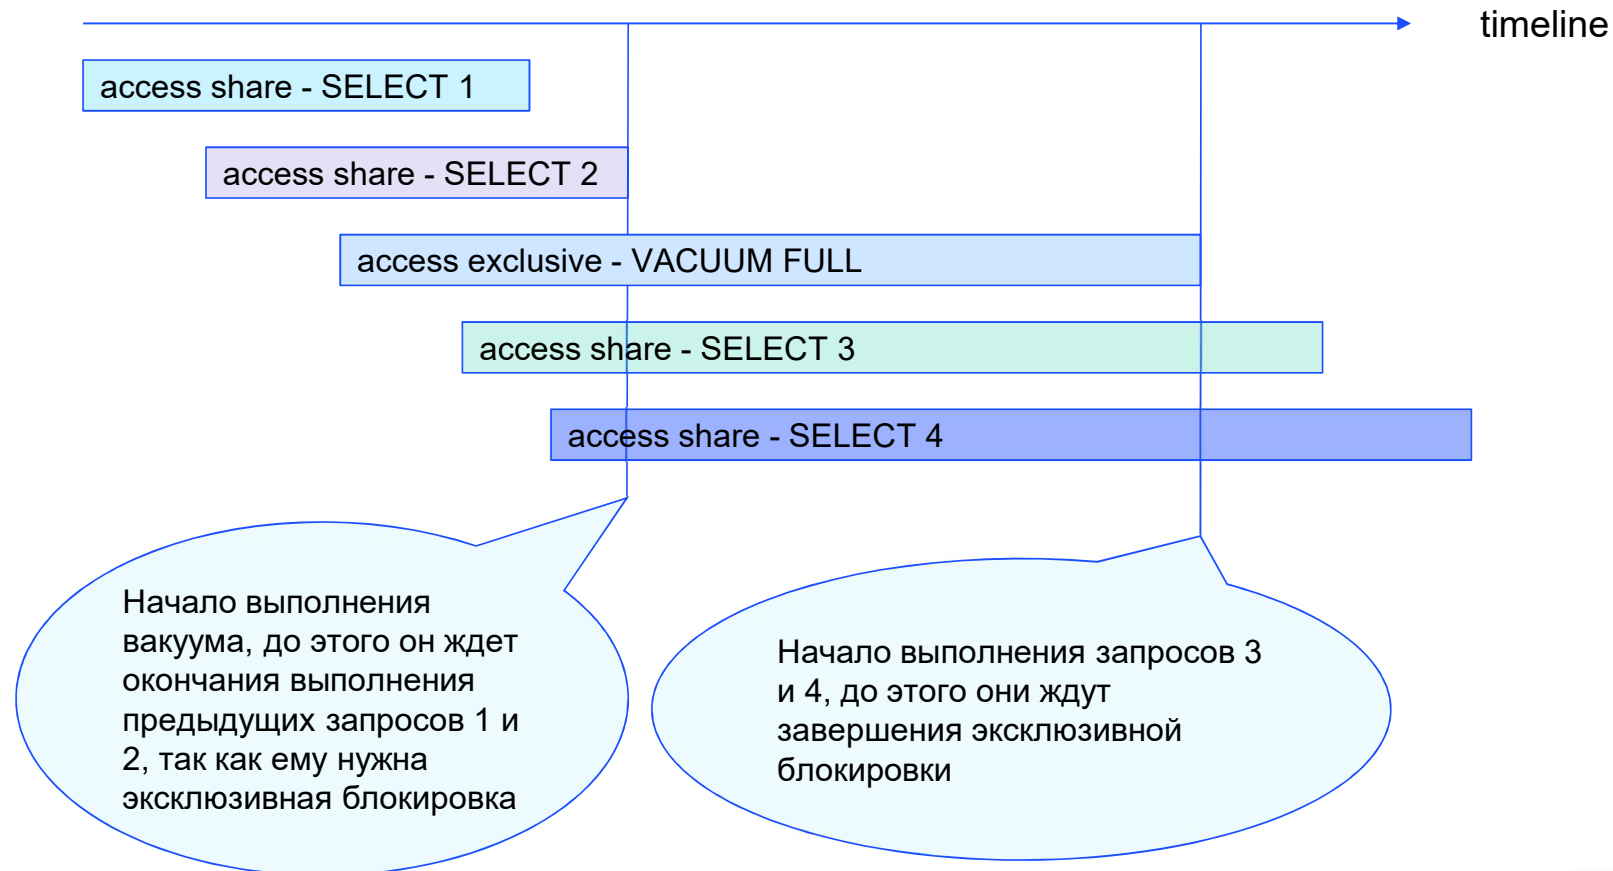 timeline
access share - SELECT 1
access share - SELECT 2
access exclusive - VACUUM FULL
access share - SELECT 3
access share - SELECT 4
Начало выполнения
вакуума, до этого он ждет
окончания выполнения
предыдущих запросов 1 и
2, так как ему нужна
эксклюзивная блокировка
Начало выполнения запросов 3
и 4, до этого они ждут
завершения эксклюзивной
блокировки